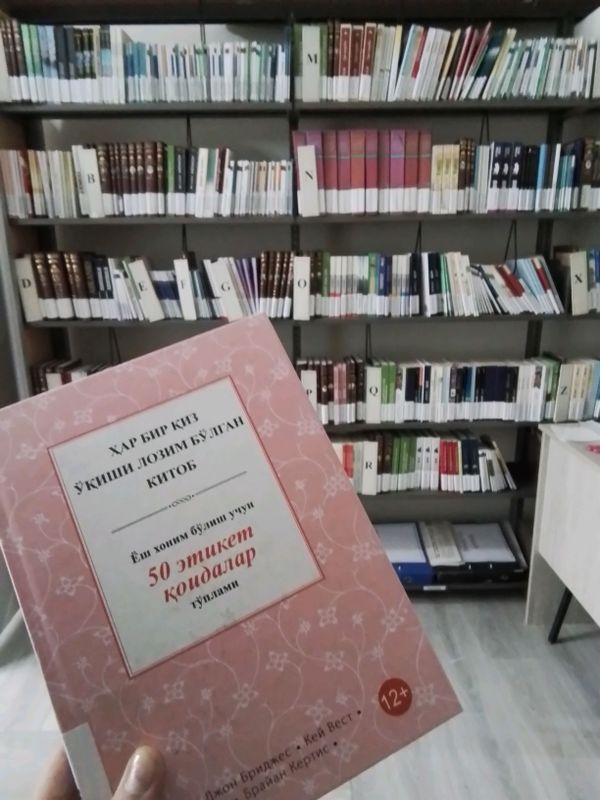 M
B
N
D
E
F
G
O
X
P
Q
Z
R
ҲАР БИР ҚИЗ
ЎҚИШИ ЛОЗИМ БЎЛГАН
КИТОБ
Ёш хоним бўлиш учун
50 этикет
қоидалар
тўплами
12+
Джон Бриджес • Кей Вест •
Брайан Кертис •